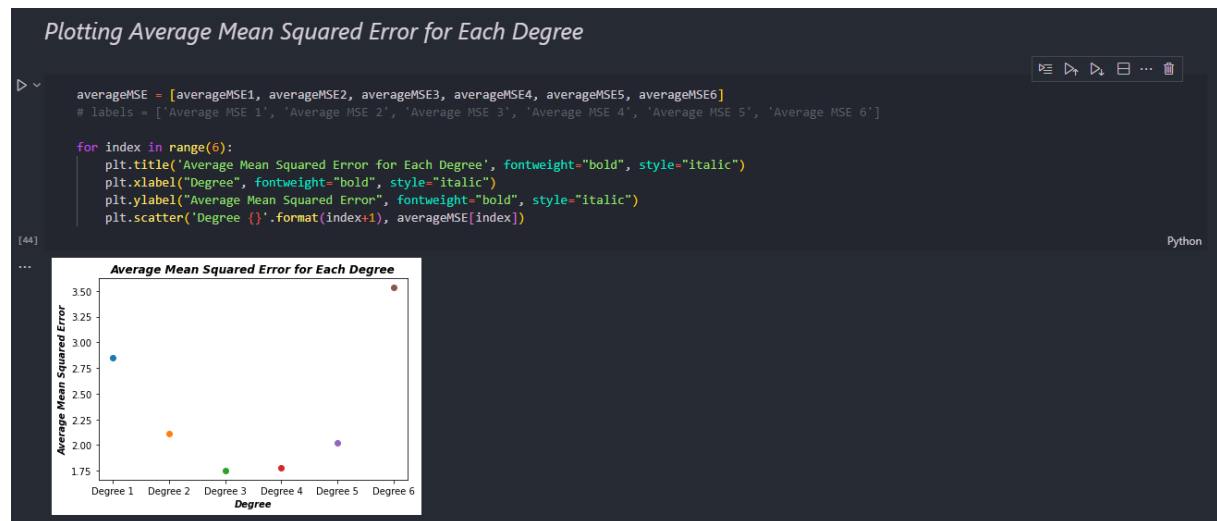 Plotting Average Mean Squared Error for Each Degree
averageMSE = [averageMSE1, averageMSE2, averageMSE3, averageMSE4, averageMSE5, averageMSE6]
# labels = ['Average MSE 1', 'Average MSE 2', 'Average MSE 3', 'Average MSE 4', 'Average MSE 5', 'Average MSE 6']
for index in range(6):
    plt.title('Average Mean Squared Error for Each Degree', fontweight="bold", style="italic")
    plt.xlabel("Degree", fontweight="bold", style="italic")
    plt.ylabel("Average Mean Squared Error", fontweight="bold", style="italic")
    plt.scatter('Degree {}'.format(index+1), averageMSE[index])
[44]
Python
Average Mean Squared Error for Each Degree
Average Mean Squared Error
3.50
3.25
3.00
2.75
2.50
2.25
2.00
1.75
Degree 1 Degree 2 Degree 3 Degree 4 Degree 5 Degree 6
Degree